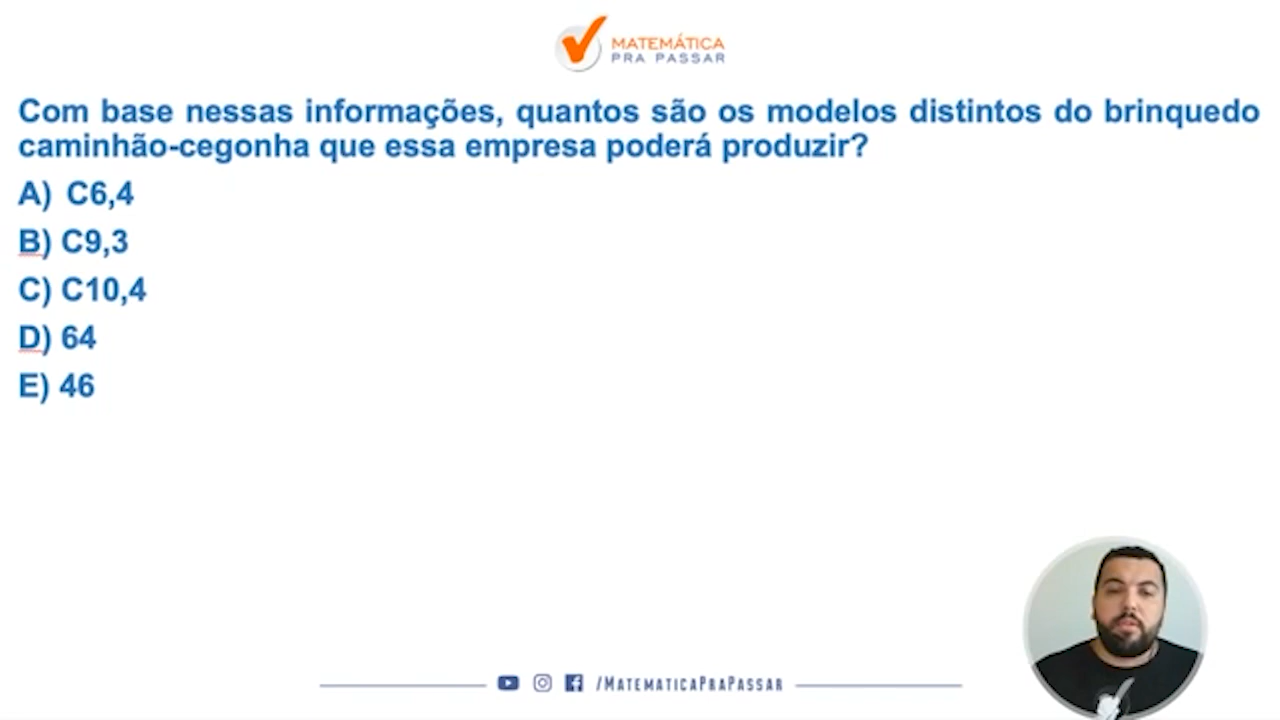 MATEMÁTICA
PRA PASSAR
Com base nessas informações, quantos são os modelos distintos do brinquedo
caminhão-cegonha que essa empresa poderá produzir?
A) C6,4
B) C9,3
C) C10,4
D) 64
E) 46
/MATEMATICAPRAPASSAR